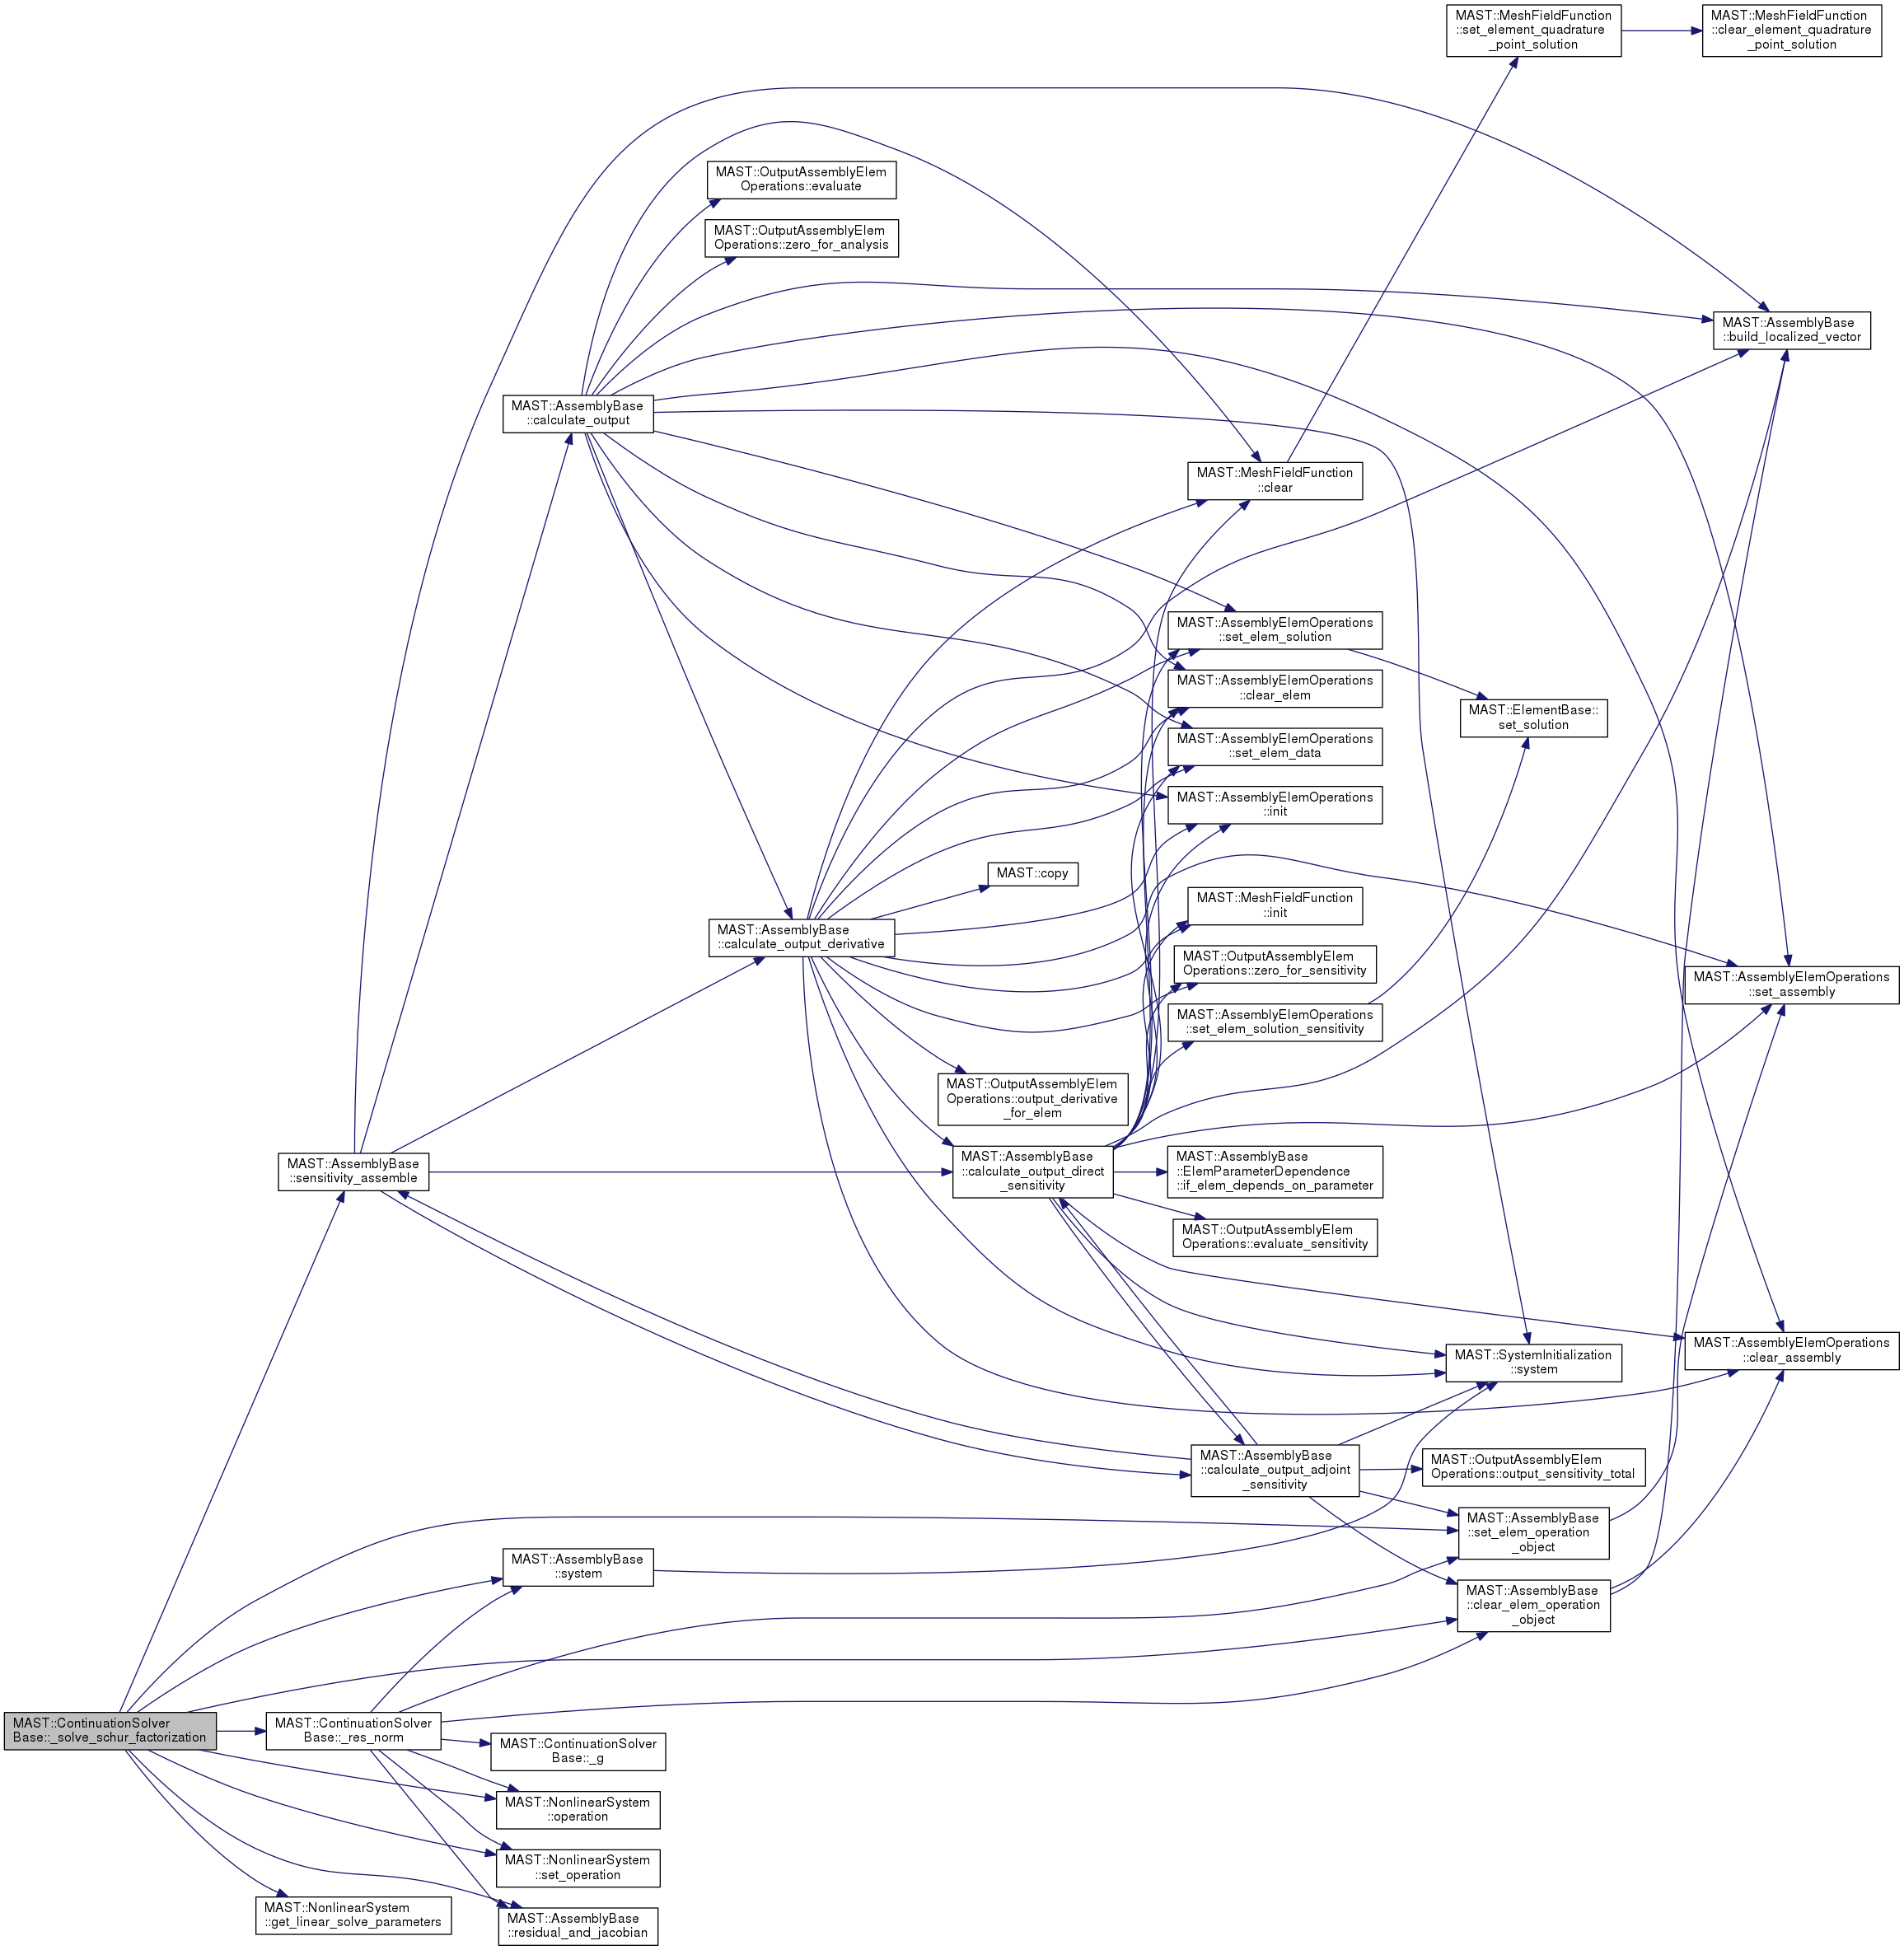 MAST::MeshFieldFunction
::set_element_quadrature
_point_solution
MAST::MeshFieldFunction
::clear_element_quadrature
_point_solution
MAST::OutputAssemblyElem
Operations::evaluate
MAST::OutputAssemblyElem
Operations::zero_for_analysis
MAST::AssemblyBase
::build_localized_vector
MAST::AssemblyBase
::calculate_output
MAST::MeshFieldFunction
::clear
MAST::AssemblyElemOperations
::set_elem_solution
MAST::AssemblyElemOperations
::clear_elem
MAST::ElementBase::
set_solution
MAST::AssemblyElemOperations
::set_elem_data
MAST::AssemblyElemOperations
::init
MAST::copy
MAST::MeshFieldFunction
::init
MAST::AssemblyBase
::calculate_output_derivative
MAST::OutputAssemblyElem
Operations::zero_for_sensitivity
MAST::AssemblyElemOperations
::set_assembly
MAST::AssemblyElemOperations
::set_elem_solution_sensitivity
MAST::OutputAssemblyElem
Operations::output_derivative
_for_elem
MAST::AssemblyBase
::sensitivity_assemble
MAST::AssemblyBase
::calculate_output_direct
_sensitivity
MAST::AssemblyBase
::ElemParameterDependence
::if_elem_depends_on_parameter
MAST::OutputAssemblyElem
Operations::evaluate_sensitivity
MAST::SystemInitialization
::system
MAST::AssemblyElemOperations
::clear_assembly
MAST::AssemblyBase
::calculate_output_adjoint
_sensitivity
MAST::OutputAssemblyElem
Operations::output_sensitivity_total
MAST::AssemblyBase
::set_elem_operation
_object
MAST::AssemblyBase
::system
MAST::AssemblyBase
::clear_elem_operation
_object
MAST::ContinuationSolver
Base::_solve_schur_factorization
MAST::ContinuationSolver
Base::_res_norm
MAST::ContinuationSolver
Base::_g
MAST::NonlinearSystem
::operation
MAST::NonlinearSystem
::set_operation
MAST::NonlinearSystem
::get_linear_solve_parameters
MAST::AssemblyBase
::residual_and_jacobian